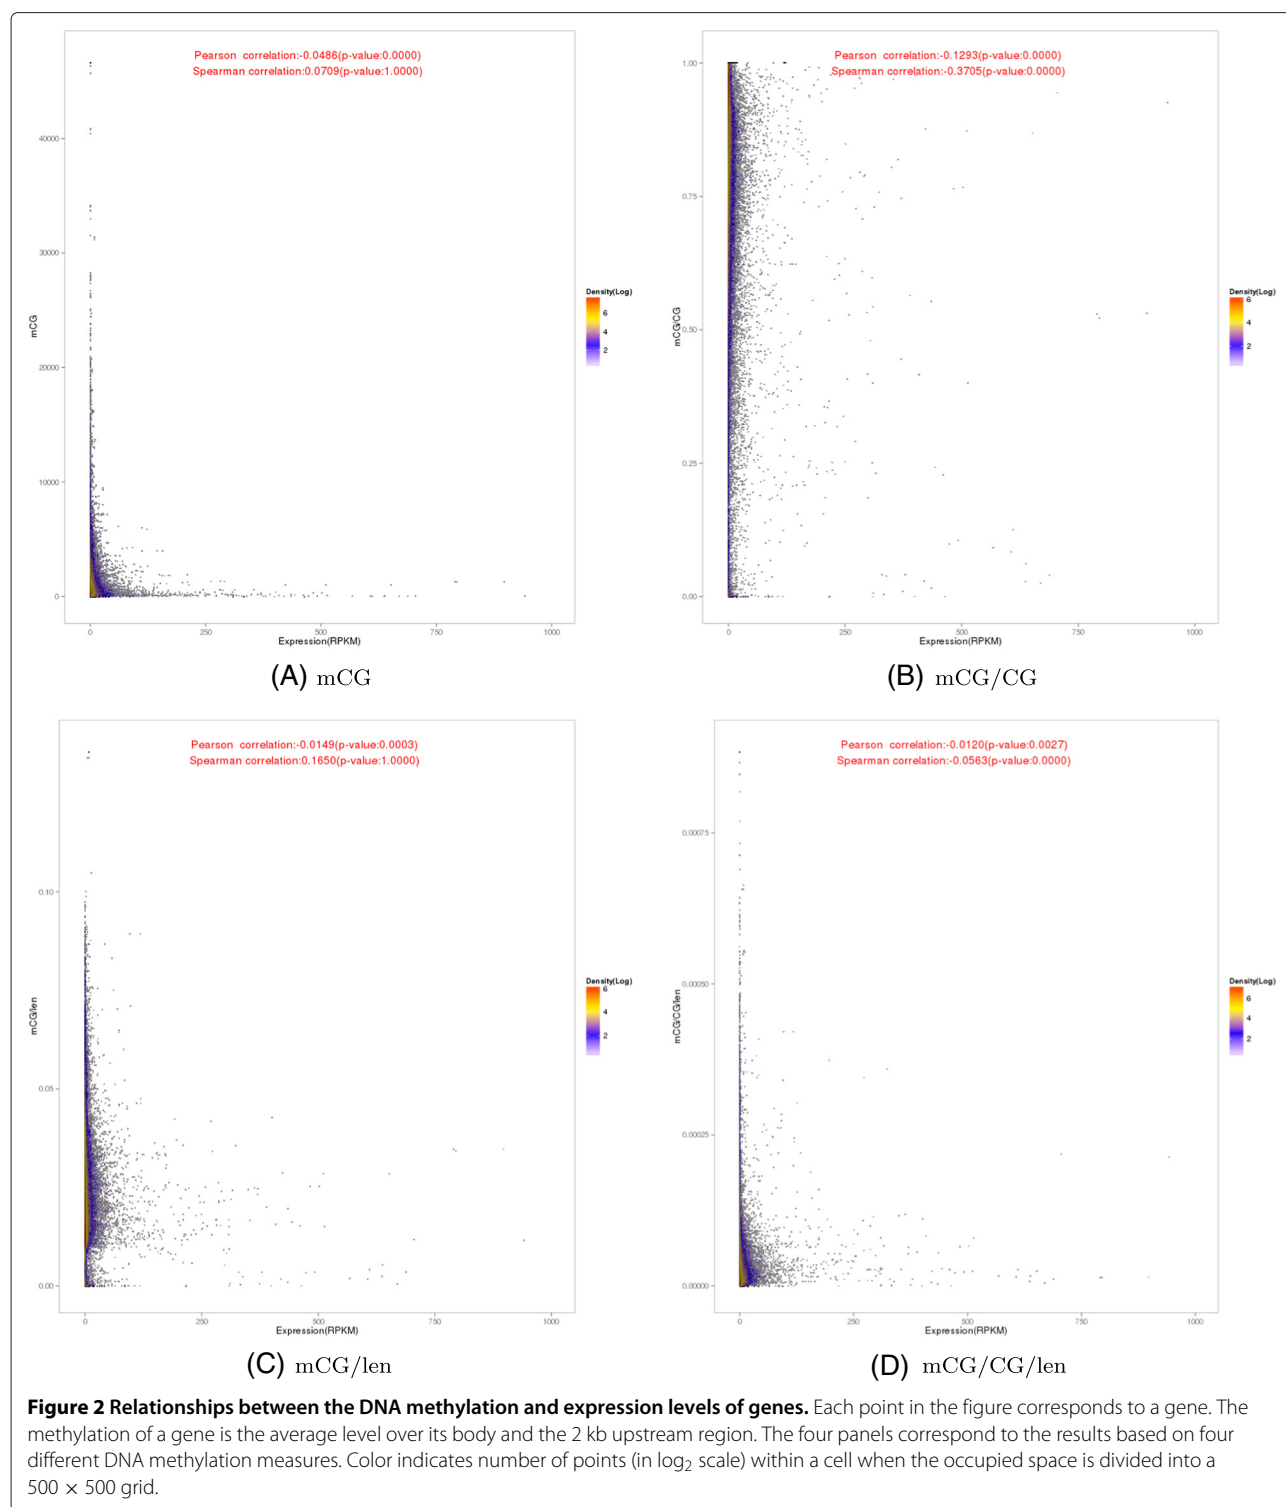 Pearson correlation:-0.0486(p-value:0.0000)
Spearman correlation:0.0709(p-value:1.0000)
mCG
40000
30000
20000
10000
0
0 250 500 750 1000
Expression(RPKM)
Density(Log)
6
4
2
(A) mCG
Pearson correlation:-0.1293(p-value:0.0000)
Spearman correlation:-0.3705(p-value:0.0000)
mCG/CG
1.00
0.75
0.50
0.25
0.00
0 250 500 750 1000
Expression(RPKM)
Density(Log)
6
4
2
(B) mCG/CG
Pearson correlation:-0.0149(p-value:0.0003)
Spearman correlation:0.1650(p-value:1.0000)
mCG/len
0.10
0.05
0.00
0 250 500 750 1000
Expression(RPKM)
Density(Log)
6
4
2
(C) mCG/len
Pearson correlation:-0.0120(p-value:0.0027)
Spearman correlation:-0.0563(p-value:0.0000)
mCG/CG/len
0.00075
0.00050
0.00025
0.00000
0 250 500 750 1000
Expression(RPKM)
Density(Log)
6
4
2
(D) mCG/CG/len
Figure 2 Relationships between the DNA methylation and expression levels of genes. Each point in the figure corresponds to a gene. The
methylation of a gene is the average level over its body and the 2 kb upstream region. The four panels correspond to the results based on four
different DNA methylation measures. Color indicates number of points (in log₂ scale) within a cell when the occupied space is divided into a
500 × 500 grid.